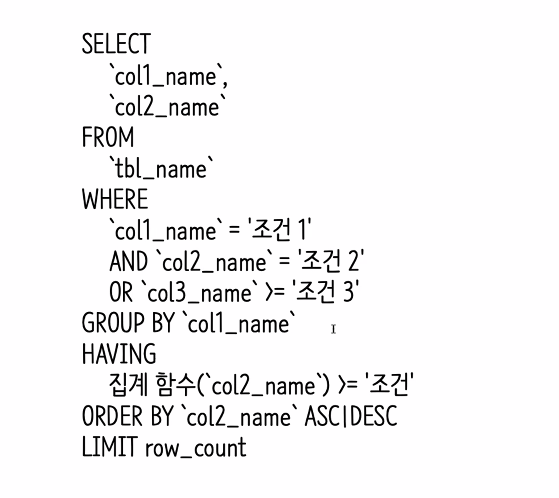 SELECT
`col1_name`,
`col2_name`
FROM
`tbl_name`
WHERE
`col1_name` = '조건 1'
AND `col2_name` = '조건 2'
OR `col3_name` >= '조건 3'
GROUP BY `col1_name`
HAVING
집계 함수(`col2_name`) >= '조건'
ORDER BY `col2_name` ASC|DESC
LIMIT row_count